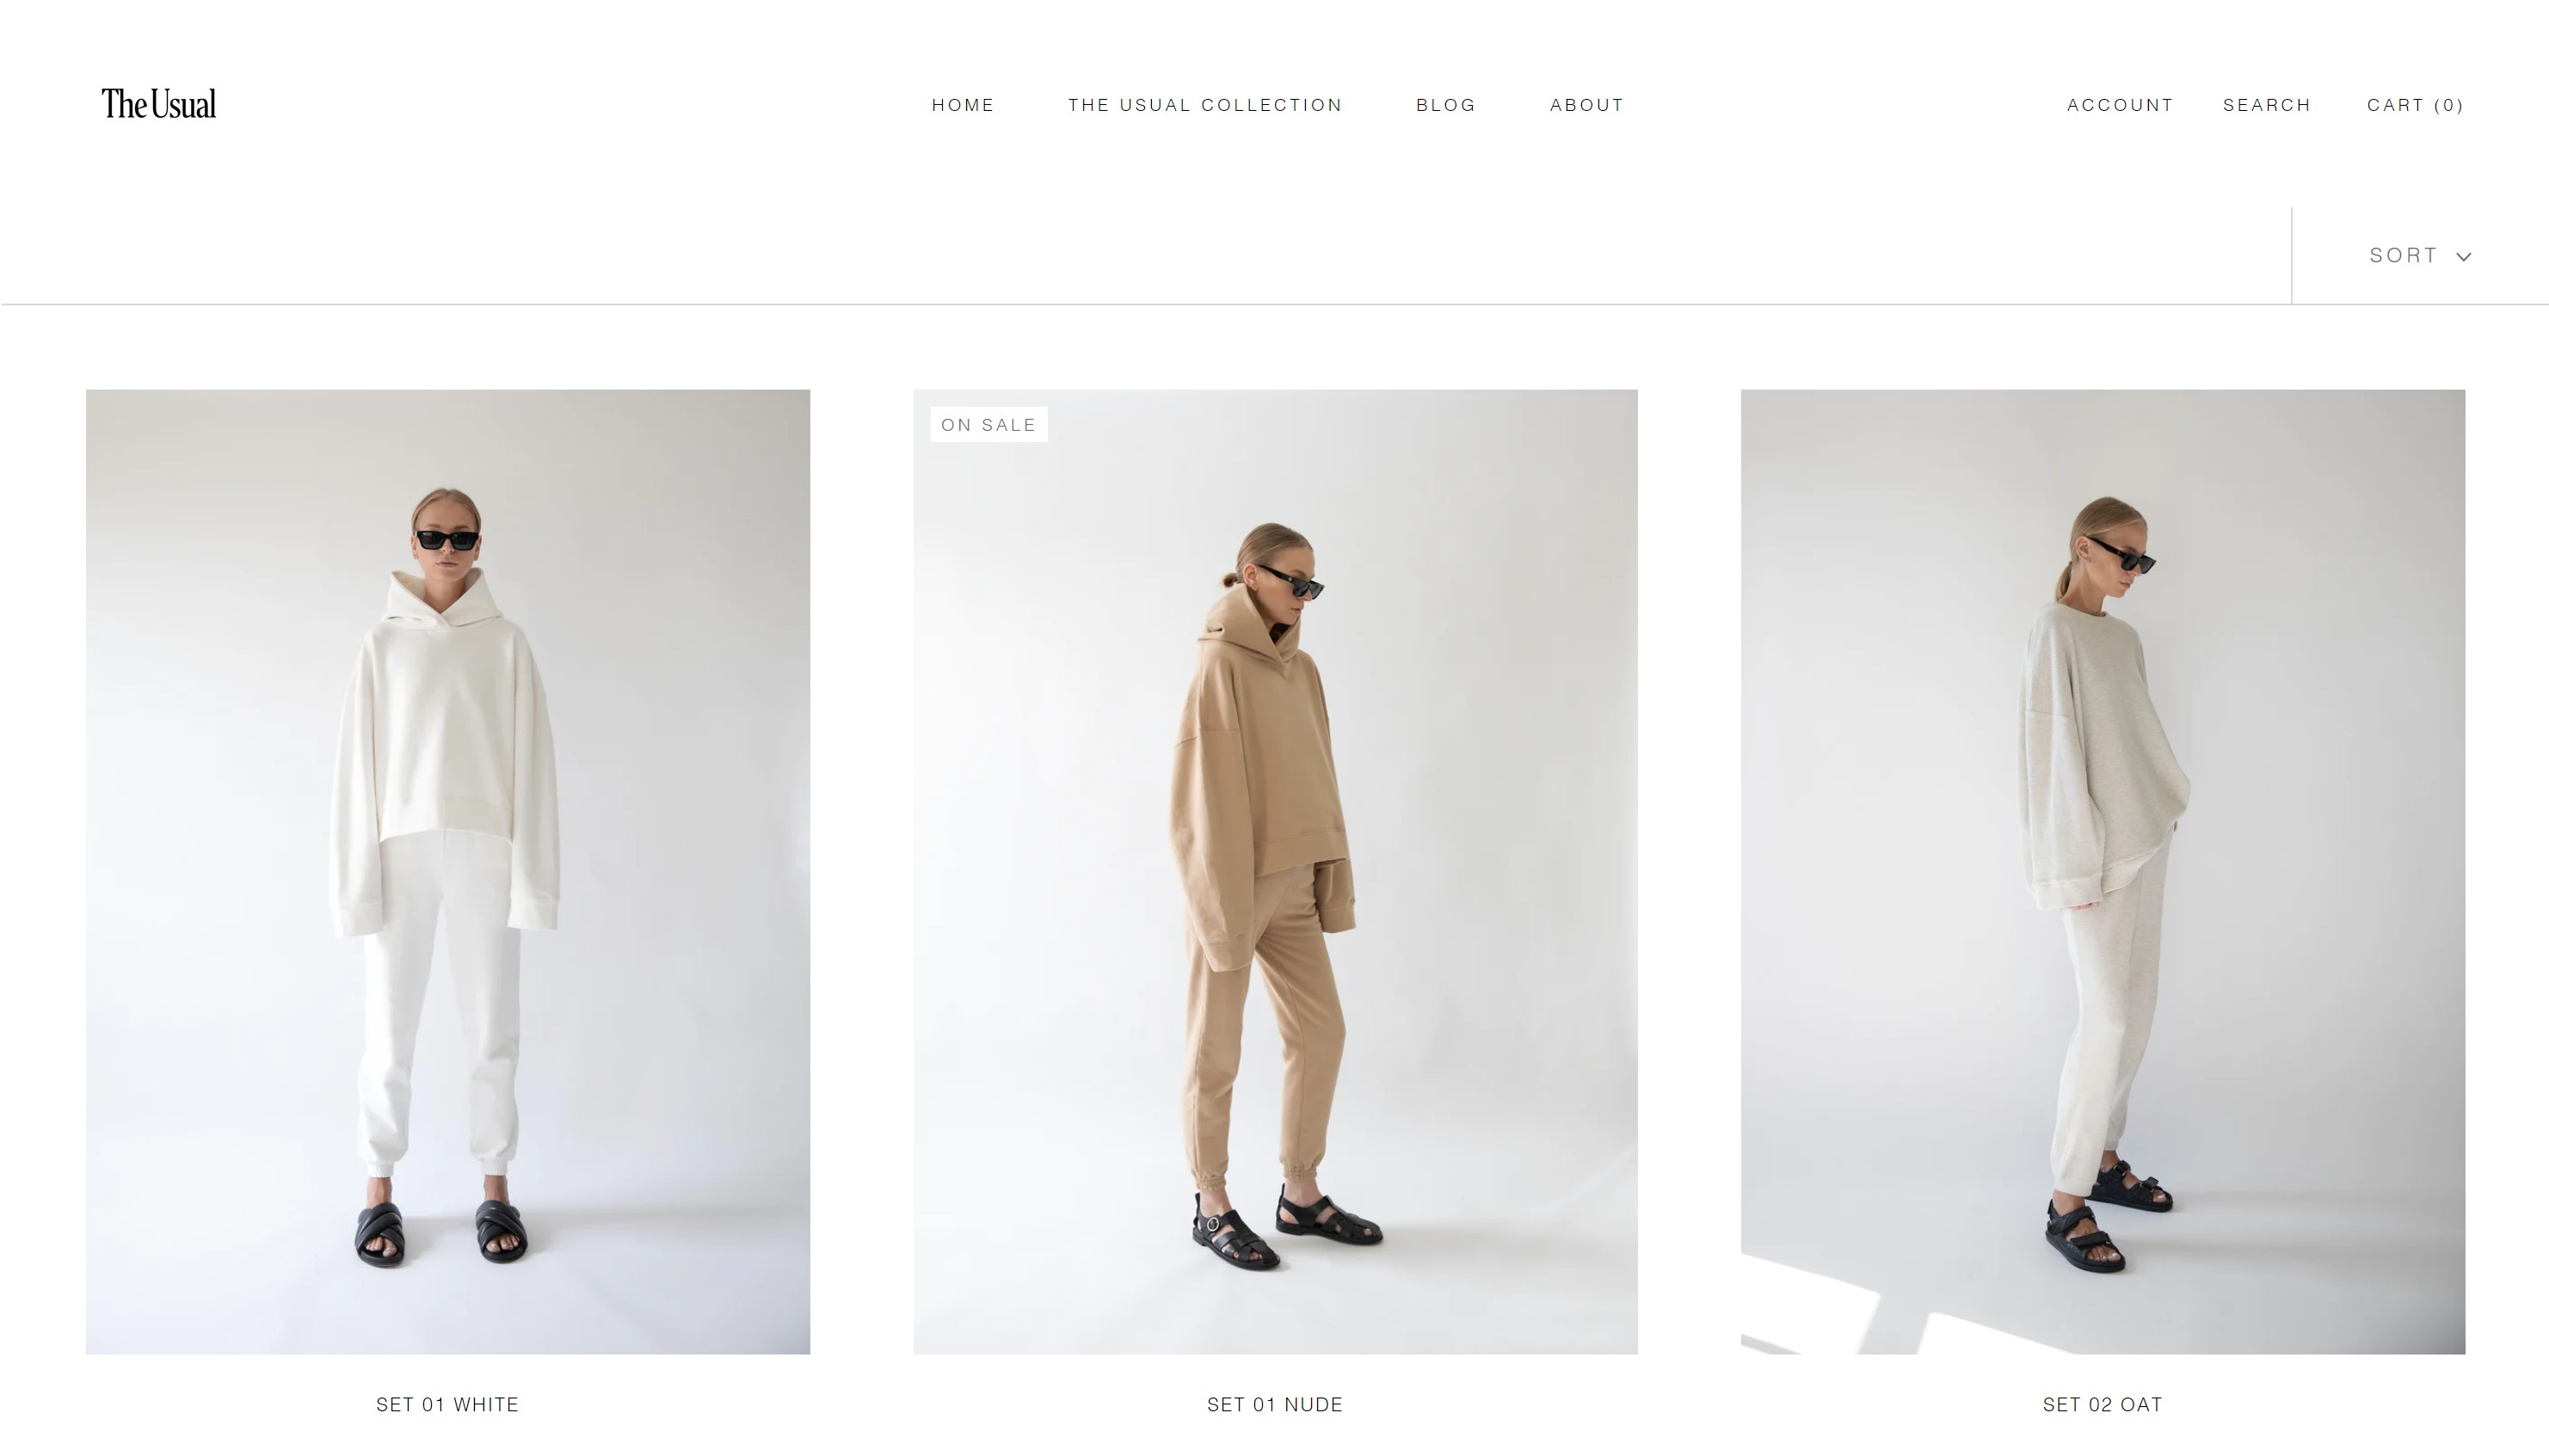 The Usual
HOME THE USUAL COLLECTION BLOG ABOUT
ACCOUNT SEARCH CART (0)
SORT
ON SALE
SET 01 WHITE
SET 01 NUDE
SET 02 OAT